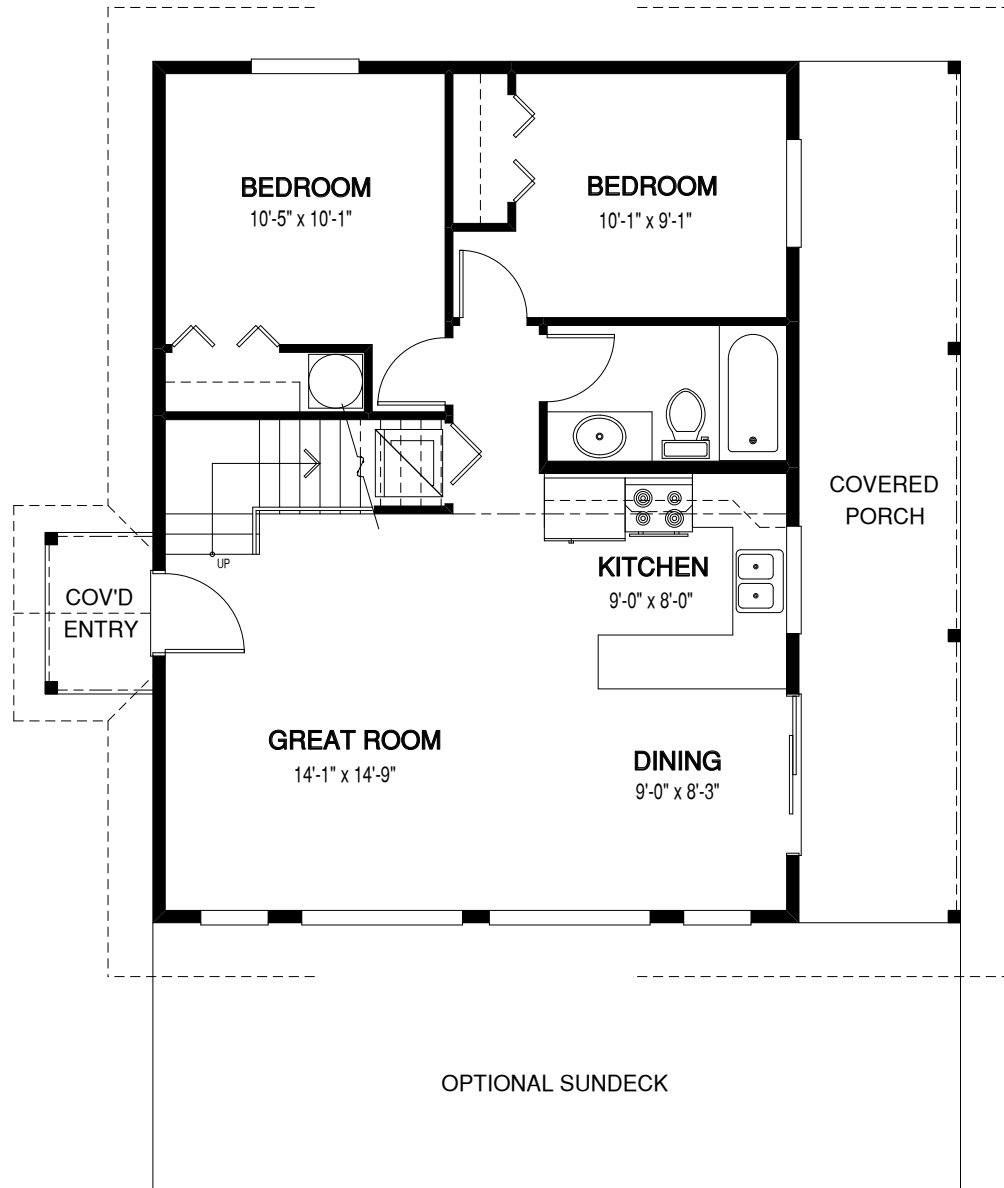 BEDROOM
10'-5" x 10'-1"
BEDROOM
10'-1" x 9'-1"
COVERED
PORCH
UP
KITCHEN
9'-0" x 8'-0"
COV'D
ENTRY
GREAT ROOM
14'-1" x 14'-9"
DINING
9'-0" x 8'-3"
OPTIONAL SUNDECK